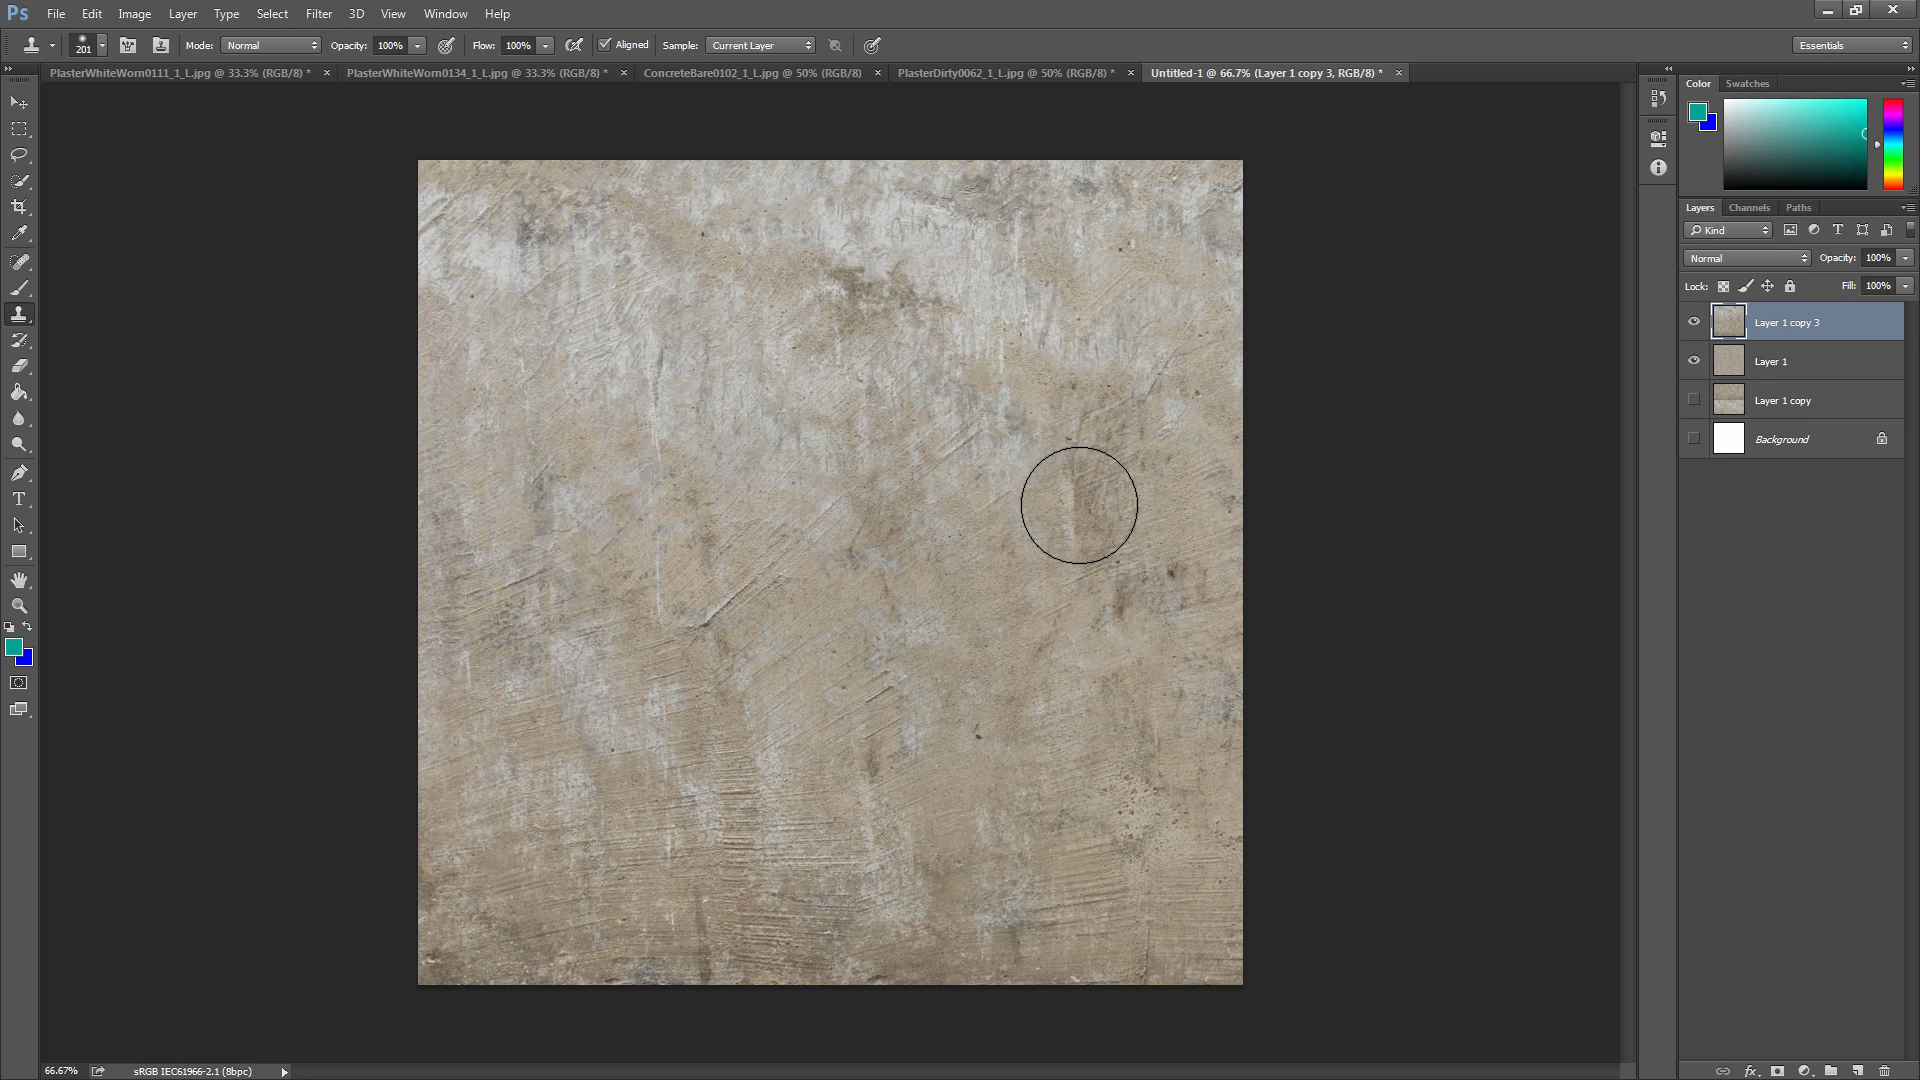 Ps File Edit Image Layer Type Select Filter 3D View Window Help
201 Mode: Normal Opacity: 100% Flow: 100% Aligned Sample: Current Layer Essentials
PlasterWhiteWorn0111_1_L.jpg @ 33.3% (RGB/8) * × PlasterWhiteWorn0134_1_L.jpg @ 33.3% (RGB/8) * × ConcreteBare0102_1_L.jpg @ 50% (RGB/8) × PlasterDirty0062_1_L.jpg @ 50% (RGB/8) * × Untitled-1 @ 66.7% (Layer 1 copy 3, RGB/8) * ×
Color Swatches
Layers Channels Paths
Kind
Normal Opacity: 100%
Lock: Fill: 100%
Layer 1 copy 3
Layer 1
Layer 1 copy
Background
66.67% sRGB IEC61966-2.1 (8bpc)
fx